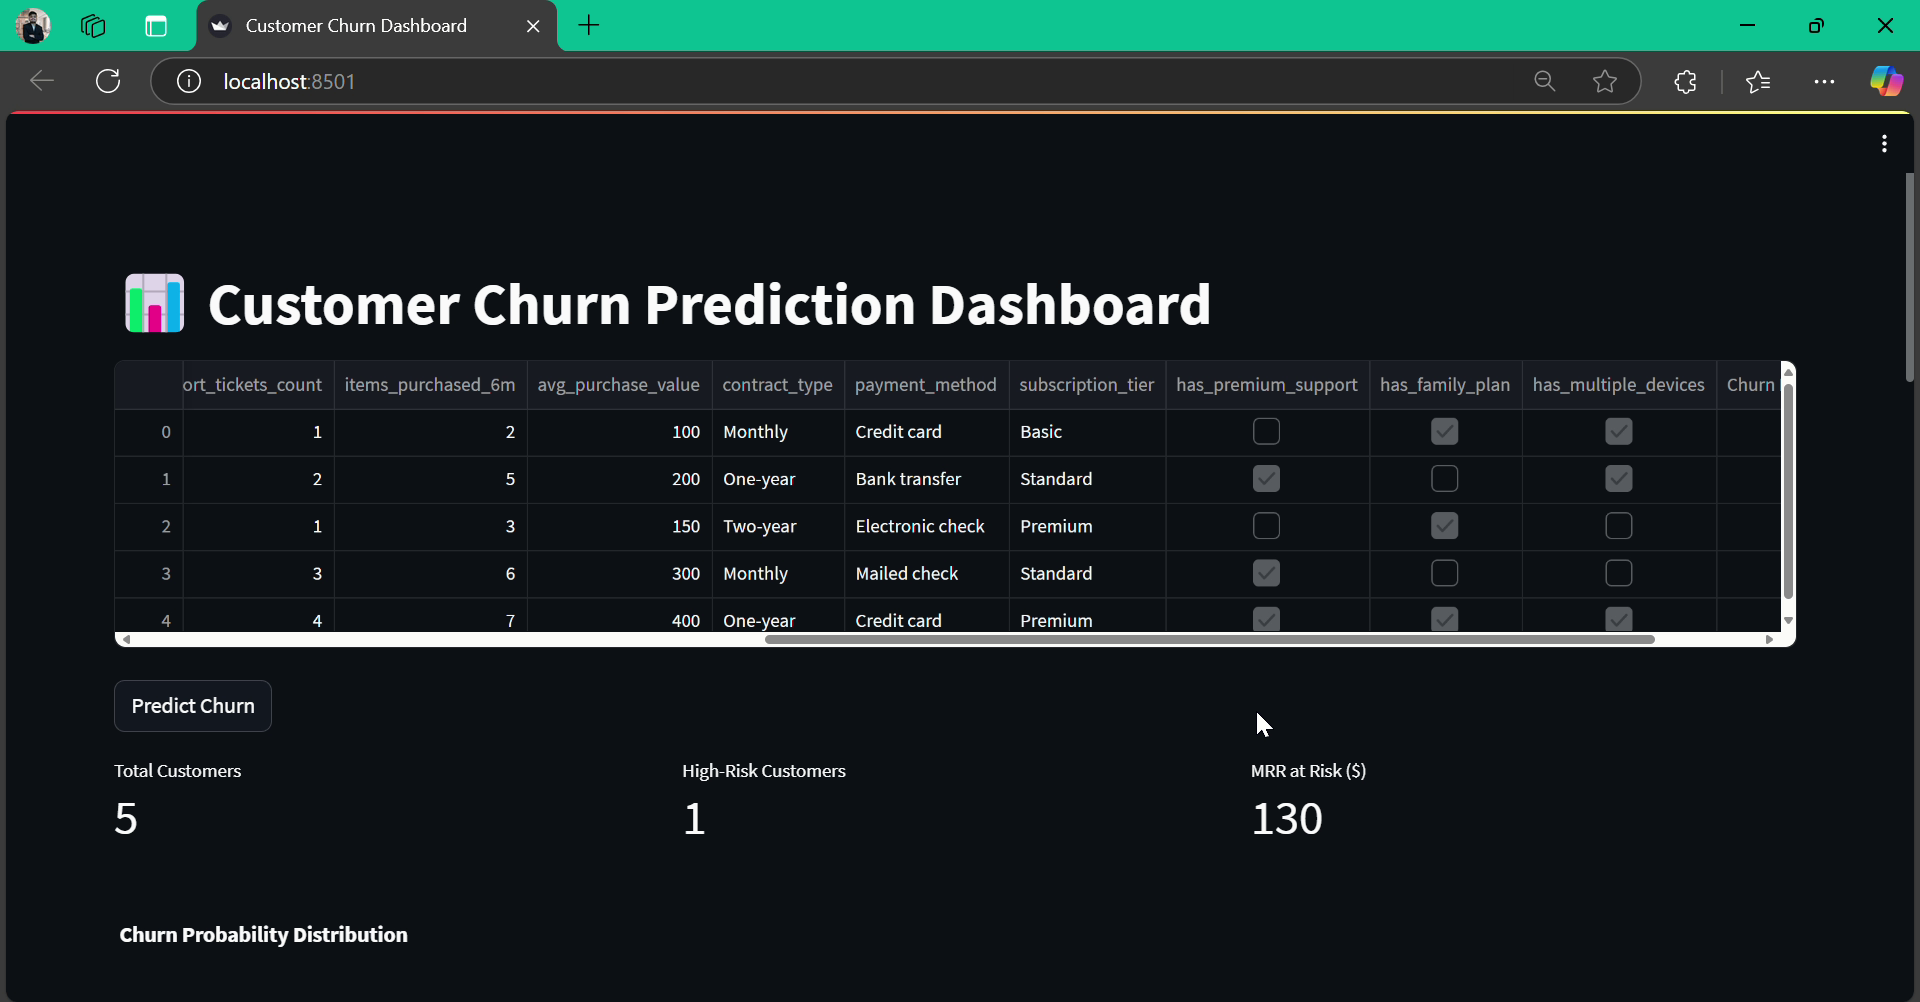 Customer Churn Dashboard
localhost:8501
Customer Churn Prediction Dashboard
ort_tickets_count items_purchased_6m avg_purchase_value contract_type payment_method subscription_tier has_premium_support has_family_plan has_multiple_devices Churn
0 1 2 100 Monthly Credit card Basic
1 2 5 200 One-year Bank transfer Standard
2 1 3 150 Two-year Electronic check Premium
3 3 6 300 Monthly Mailed check Standard
4 4 7 400 One-year Credit card Premium
Predict Churn
Total Customers High-Risk Customers MRR at Risk ($)
5 1 130
Churn Probability Distribution